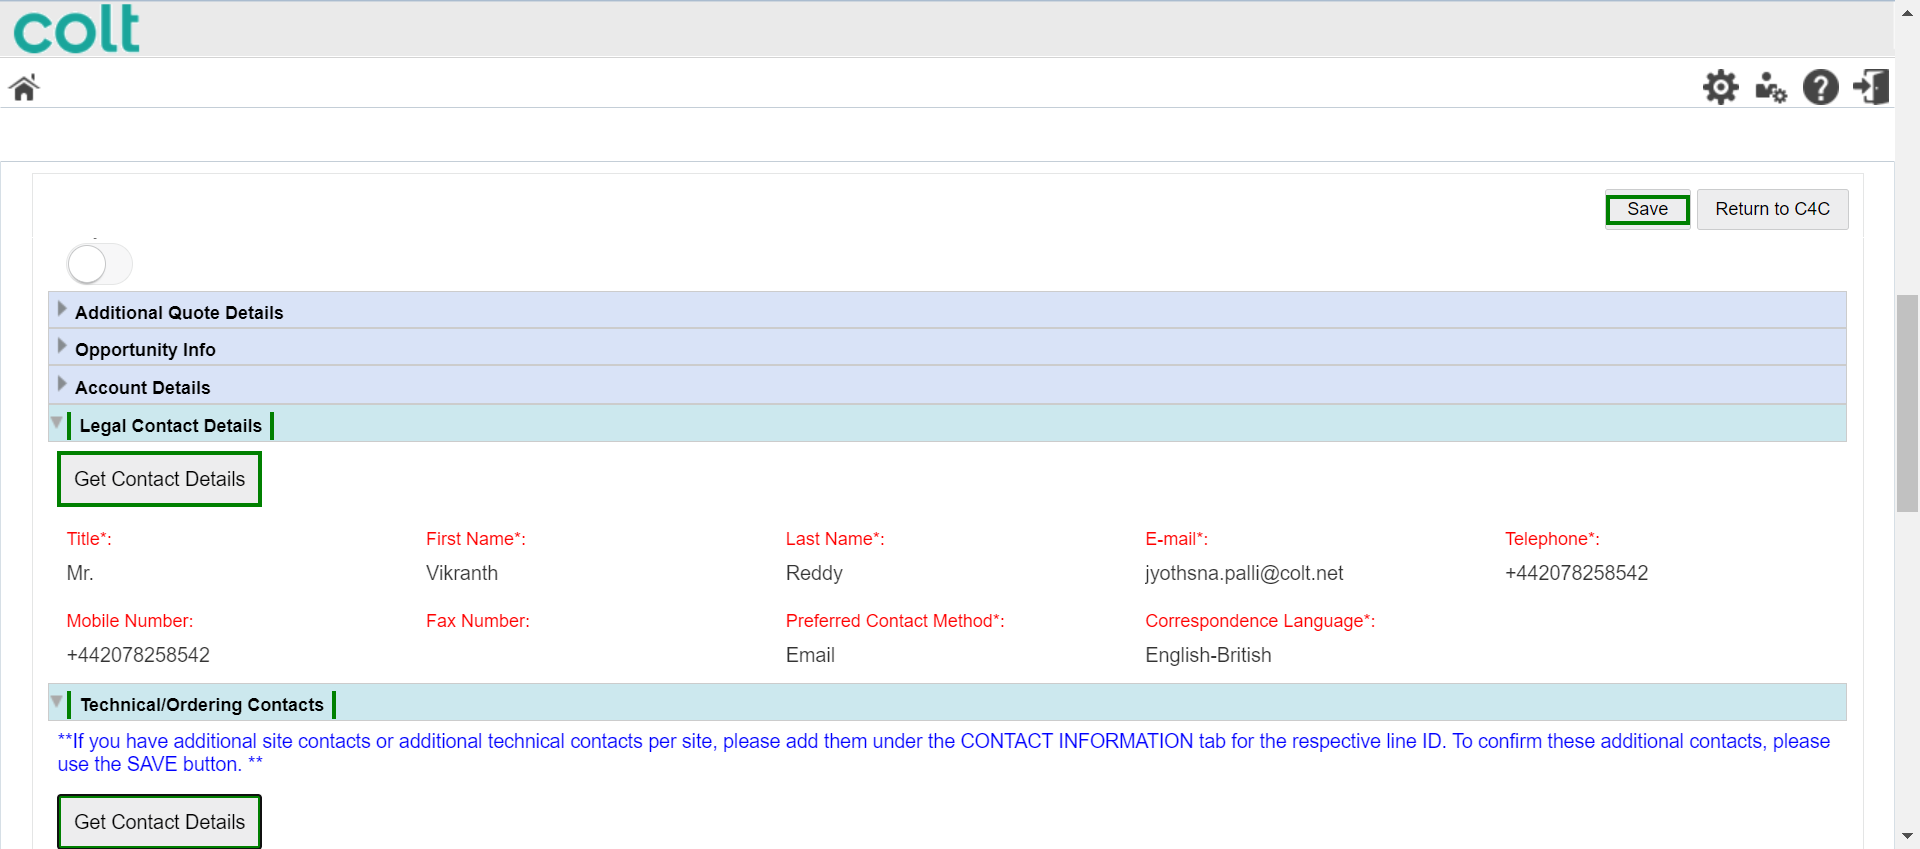 colt
Save
Return to C4C
Additional Quote Details
Opportunity Info
Account Details
Legal Contact Details
Get Contact Details
Title*: First Name*: Last Name*: E-mail*: Telephone*:
Mr. Vikranth Reddy jyothsna.palli@colt.net +442078258542
Mobile Number: Fax Number: Preferred Contact Method*: Correspondence Language*:
+442078258542 Email English-British
Technical/Ordering Contacts
**If you have additional site contacts or additional technical contacts per site, please add them under the CONTACT INFORMATION tab for the respective line ID. To confirm these additional contacts, please
use the SAVE button. **
Get Contact Details